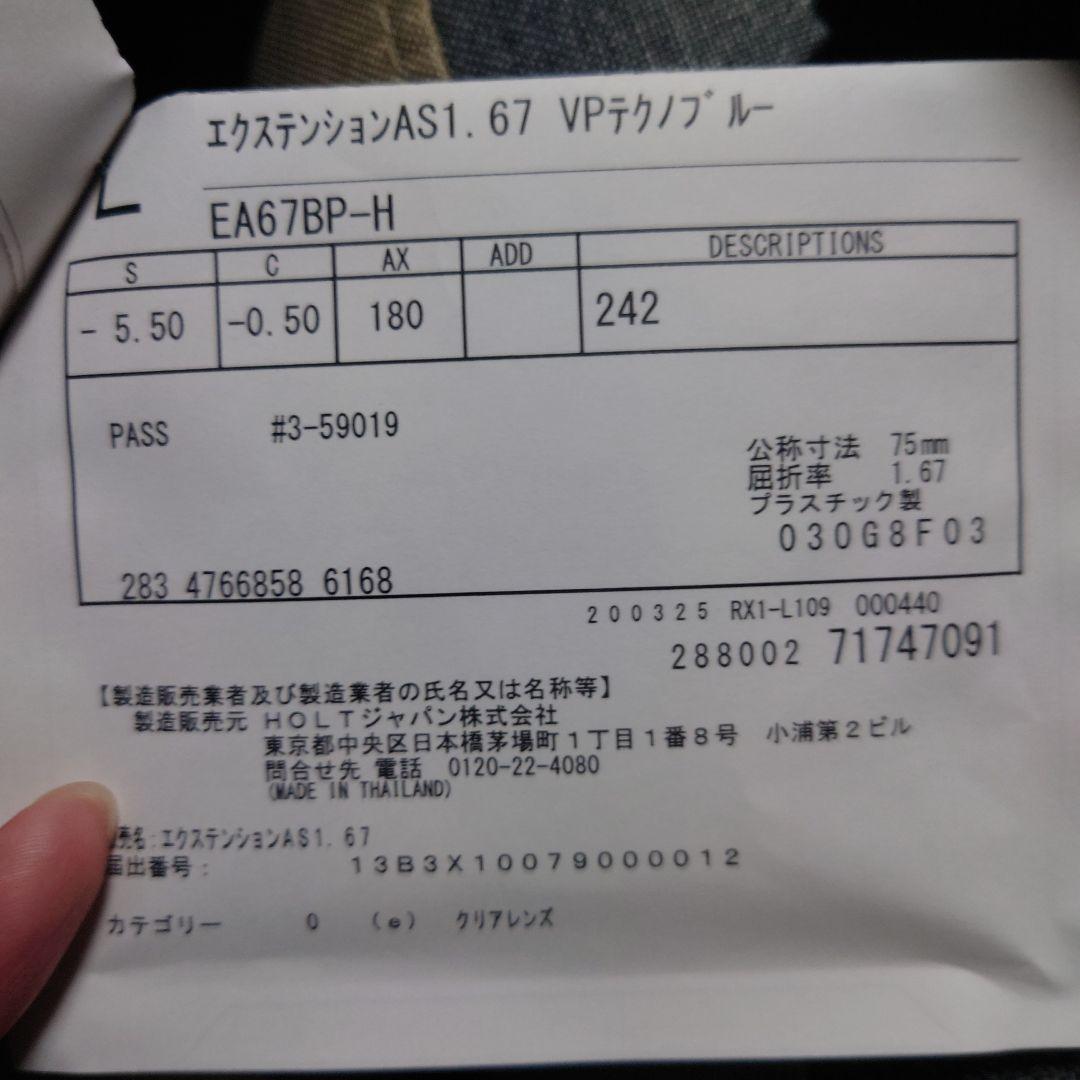 エクステンションAS1.67 VPテクノブルー
L
EA67BP-H
S C AX ADD DESCRIPTIONS
- 5.50 -0.50 180 242
PASS #3-59019
公称寸法 75mm
屈折率 1.67
プラスチック製
030G8F03
283 4766858 6168
200325 RX1-L109 000440
288002 71747091
【製造販売業者及び製造業者の氏名又は名称等】
製造販売元 HOLTジャパン株式会社
東京都中央区日本橋茅場町1丁目1番8号 小浦第2ビル
問合せ先 電話 0120-22-4080
(MADE IN THAILAND)
売名:エクステンションAS1.67
届出番号: 13B3X10079000012
カテゴリー 0 (e) クリアレンズ